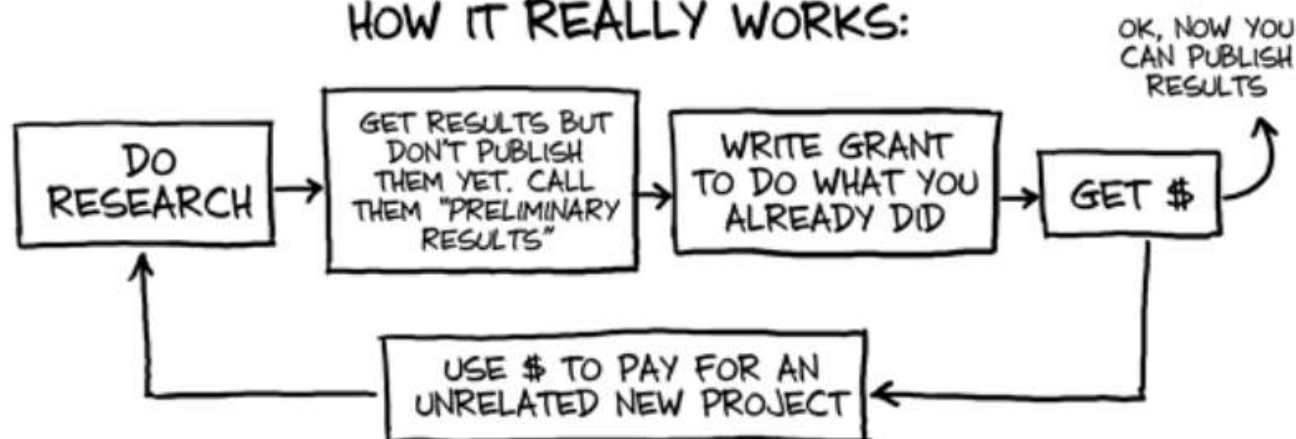 HOW IT REALLY WORKS:
OK, NOW YOU
CAN PUBLISH
RESULTS
DO
RESEARCH
GET RESULTS BUT
DON'T PUBLISH
THEM YET. CALL
THEM "PRELIMINARY
RESULTS"
WRITE GRANT
TO DO WHAT YOU
ALREADY DID
GET $
USE $ TO PAY FOR AN
UNRELATED NEW PROJECT